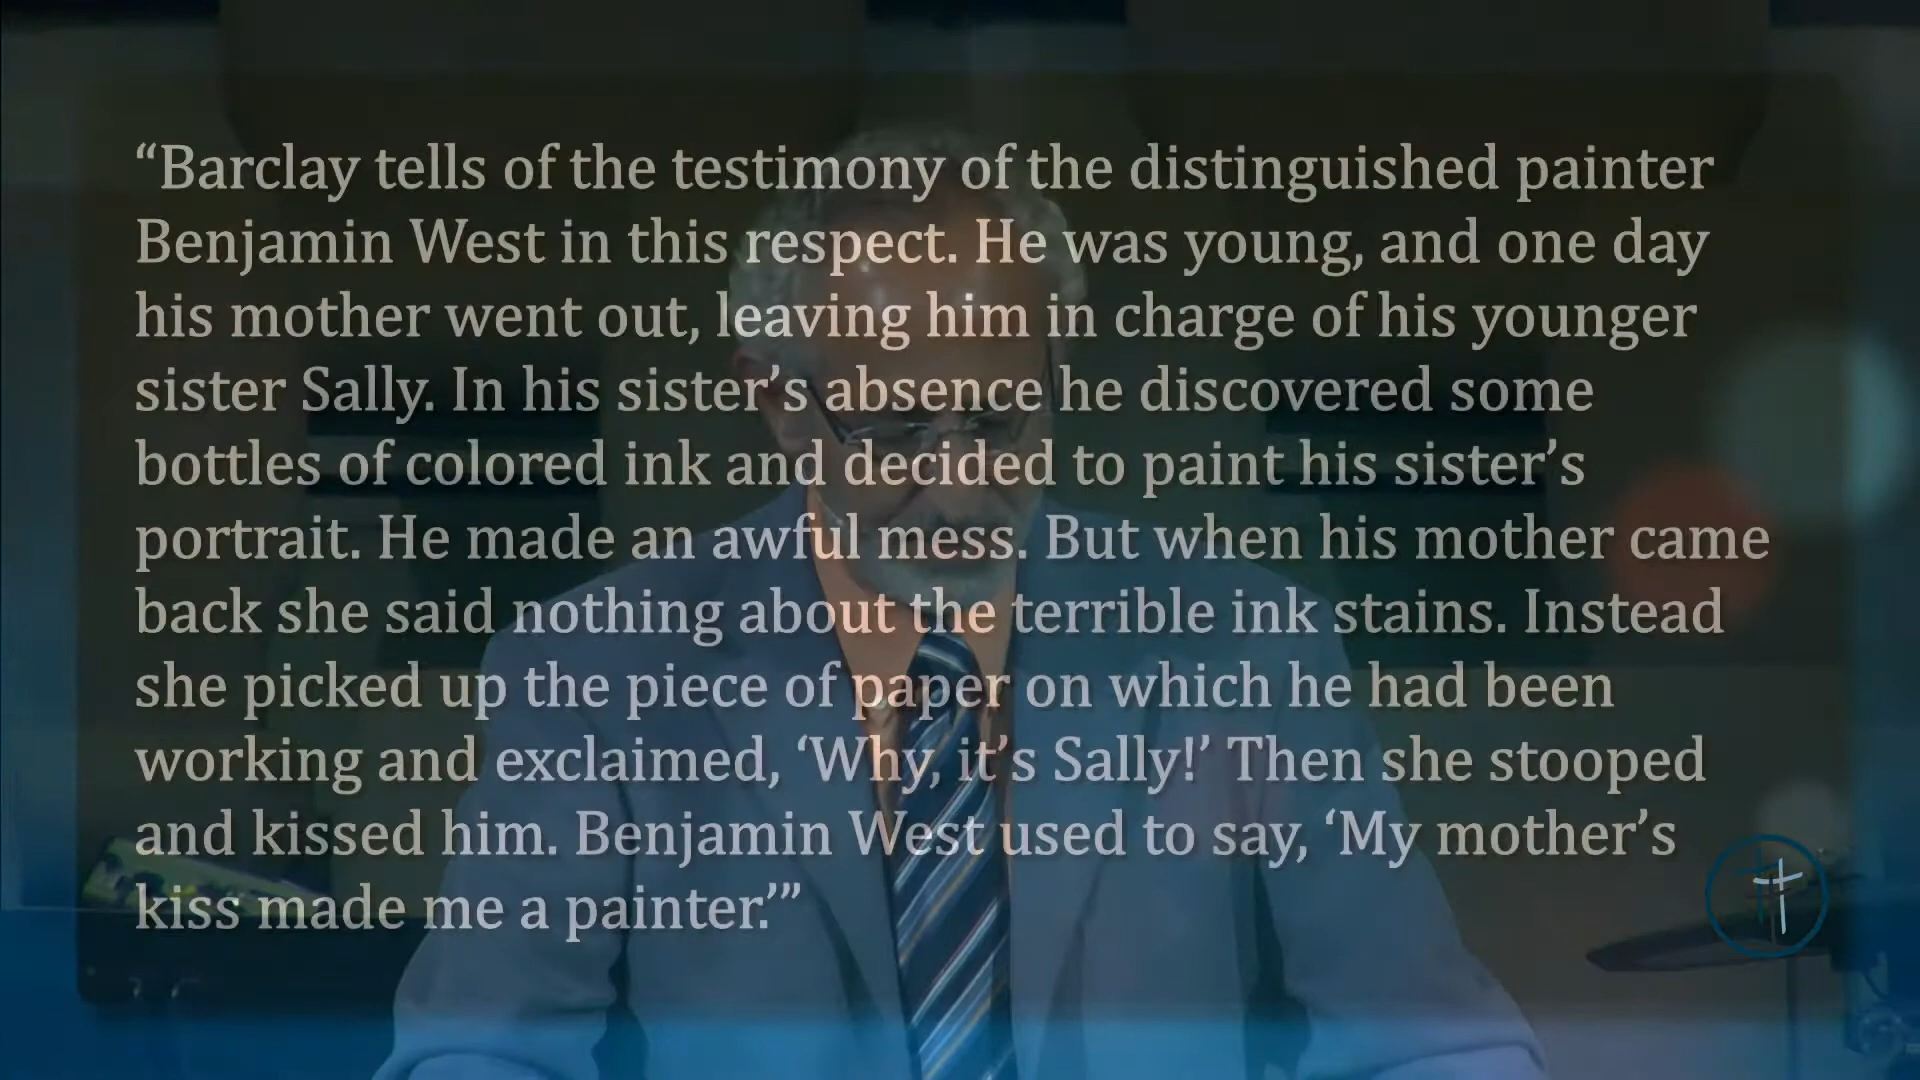 “Barclay tells of the testimony of the distinguished painter
Benjamin West in this respect. He was young, and one day
his mother went out, leaving him in charge of his younger
sister Sally. In his sister’s absence he discovered some
bottles of colored ink and decided to paint his sister’s
portrait. He made an awful mess. But when his mother came
back she said nothing about the terrible ink stains. Instead
she picked up the piece of paper on which he had been
working and exclaimed, ‘Why, it’s Sally!’ Then she stooped
and kissed him. Benjamin West used to say, ‘My mother’s
kiss made me a painter.’”